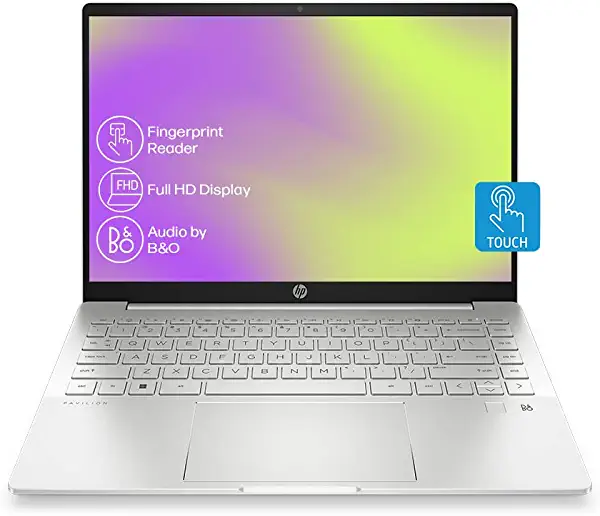 Fingerprint
Reader
FHD
Full HD Display
B&O
Audio by
B&O
TOUCH
hp
Q W E R T Y U I O P
A S D F G H J K L
Z X C V B N M
PAVILION
B&O